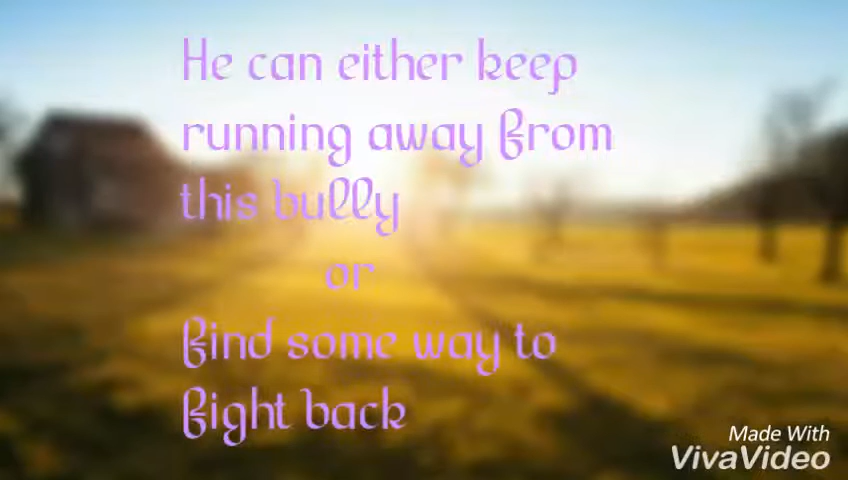 He can either keep
running away from
this bully
or
find some way to
fight back
Made With
VivaVideo